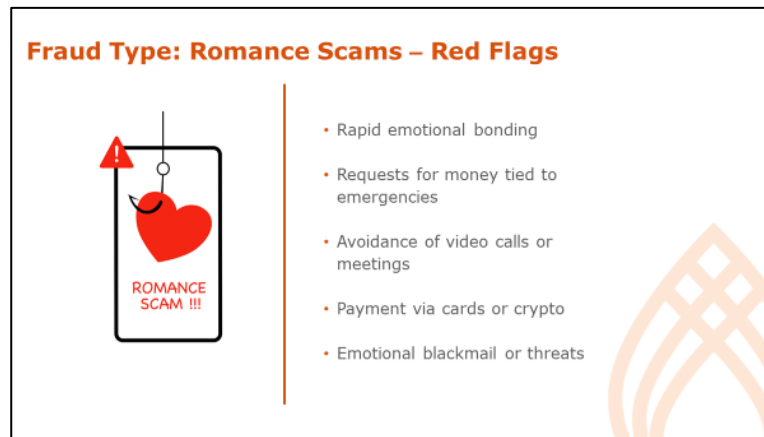 Fraud Type: Romance Scams – Red Flags
ROMANCE
SCAM !!!
• Rapid emotional bonding
• Requests for money tied to
emergencies
• Avoidance of video calls or
meetings
• Payment via cards or crypto
• Emotional blackmail or threats